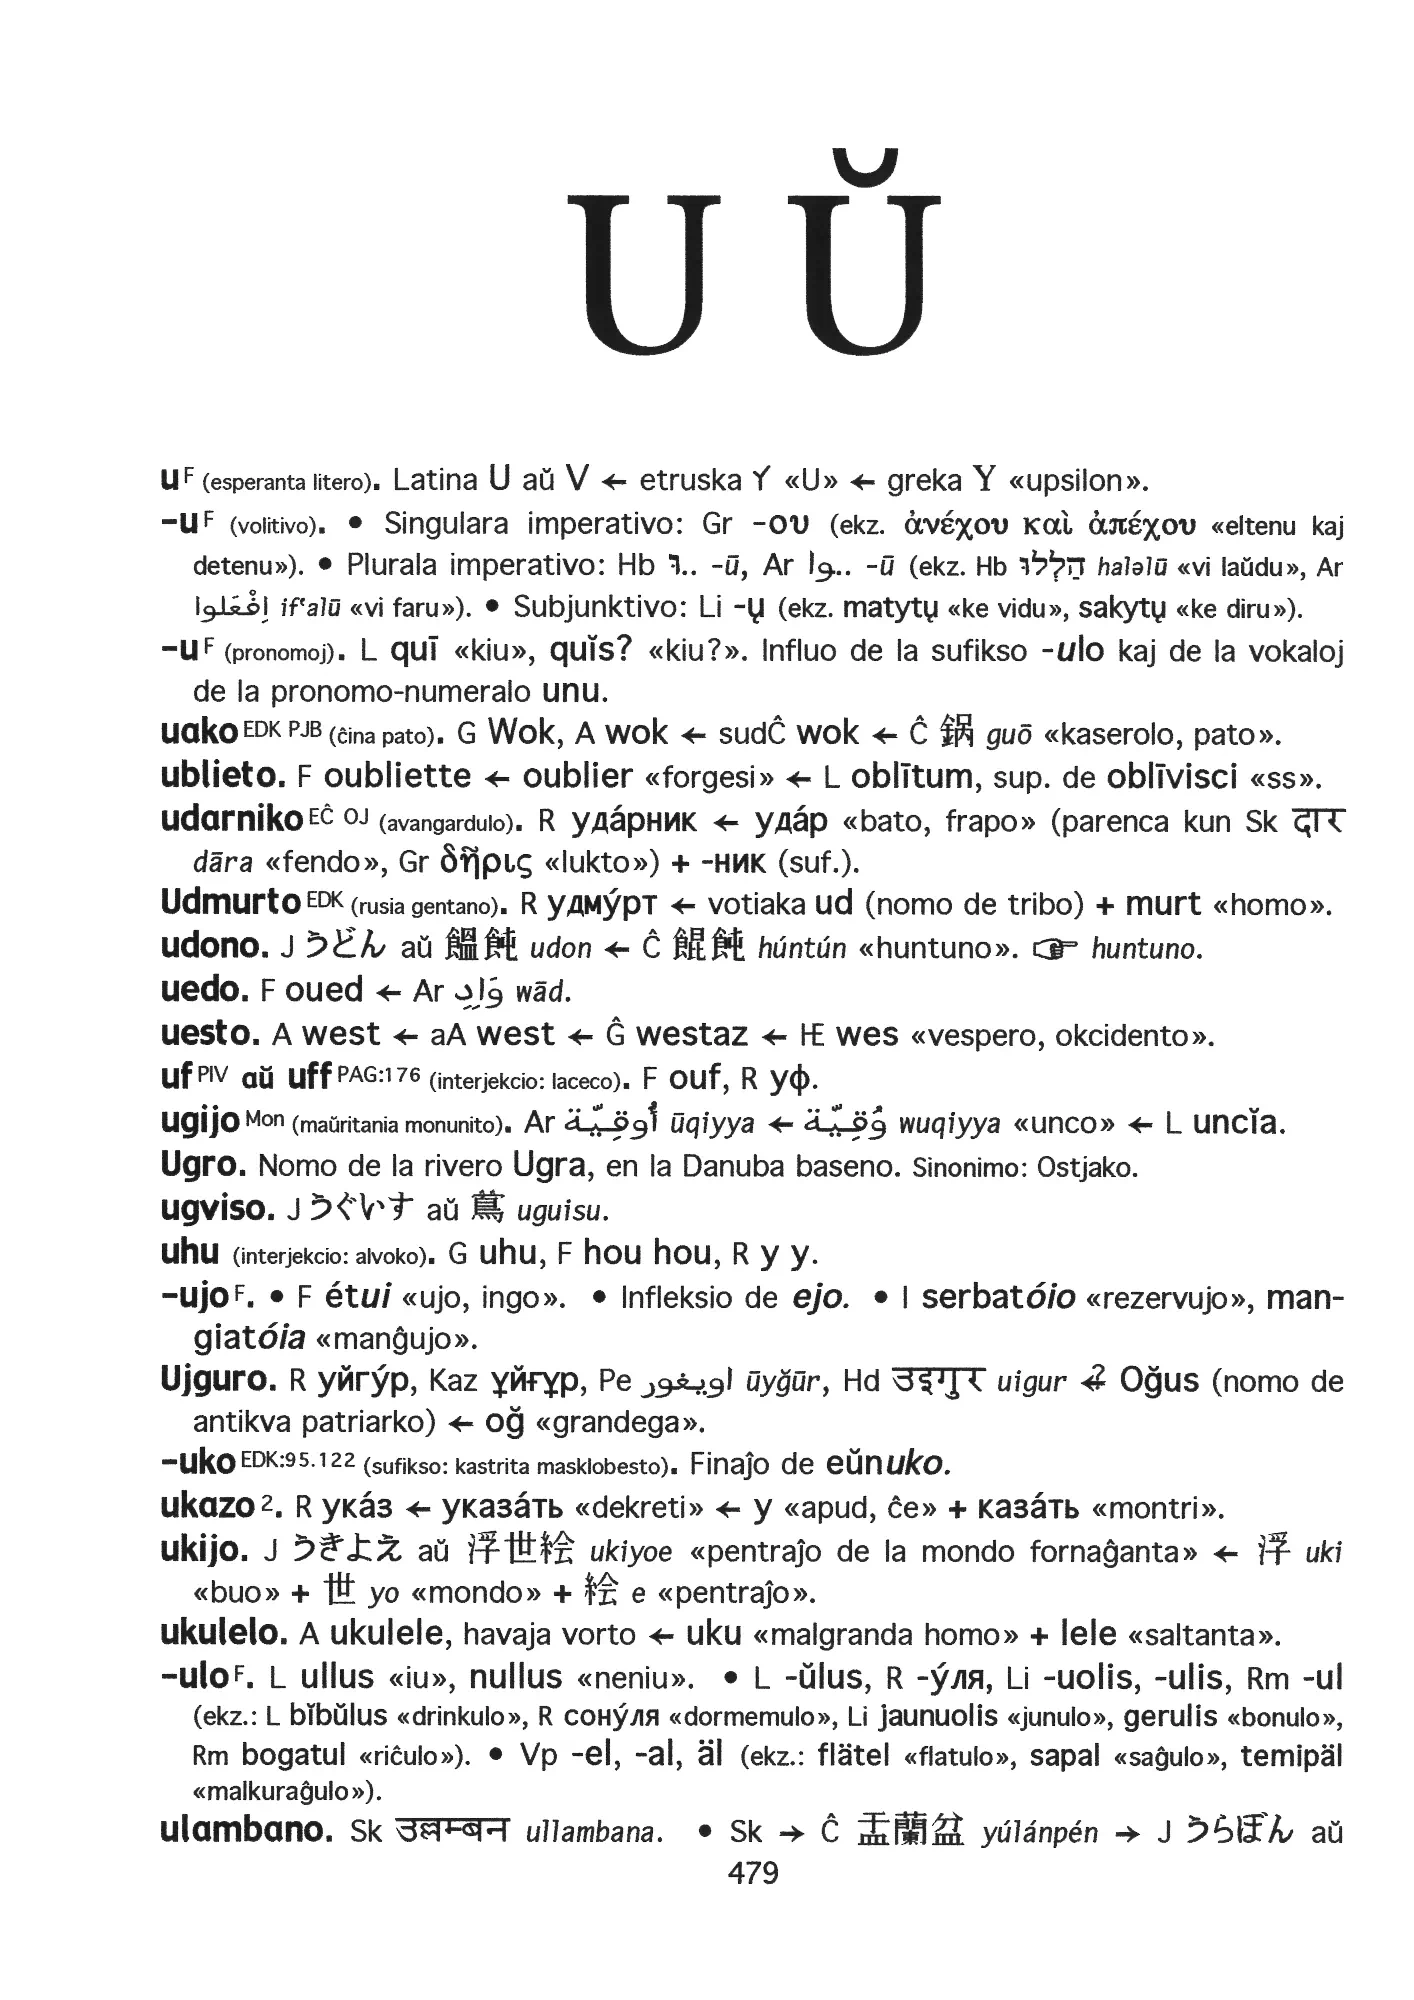 U Ŭ
u F (esperanta litero). Latina U aŭ V ← etruska Y «U» ← greka Υ «upsilon».
-u F (volitivo). • Singulara imperativo: Gr -ου (ekz. ἀνέχου καὶ ἀπέχου «eltenu kaj
detenu»). • Plurala imperativo: Hb ו.. -ū, Ar وا.. -ū (ekz. Hb הַלְלוּ halǝlū «vi laŭdu», Ar
اِفْعَلوا ifʿalū «vi faru»). • Subjunktivo: Li -ų (ekz. matytų «ke vidu», sakytų «ke diru»).
-u F (pronomoj). L quī «kiu», quĭs? «kiu?». Influo de la sufikso -ulo kaj de la vokaloj
de la pronomo-numeralo unu.
uako EDK PJB (ĉina pato). G Wok, A wok ← sudĈ wok ← Ĉ 鍋 guō «kaserolo, pato».
ublieto. F oubliette ← oublier «forgesi» ← L oblītum, sup. de oblīvisci «ss».
udarniko EĈ OJ (avangardulo). R уда́рник ← уда́р «bato, frapo» (parenca kun Sk दार
dāra «fendo», Gr δῆρις «lukto») + -ник (suf.).
Udmurto EDK (rusia gentano). R удму́рт ← votiaka ud (nomo de tribo) + murt «homo».
udono. J うどん aŭ 饂飩 udon ← Ĉ 餛飩 húntún «huntuno». ☞ huntuno.
uedo. F oued ← Ar وَادٍ wād.
uesto. A west ← aA west ← Ĝ westaz ← HE wes «vespero, okcidento».
uf PIV aŭ uff PAG:176 (interjekcio: laceco). F ouf, R уф.
ugijo Mon (maŭritania monunito). Ar أُوقِيَّة ūqiyya ← وُقِيَّة wuqiyya «unco» ← L uncĭa.
Ugro. Nomo de la rivero Ugra, en la Danuba baseno. Sinonimo: Ostjako.
ugviso. J うぐいす aŭ 鶯 uguisu.
uhu (interjekcio: alvoko). G uhu, F hou hou, R у у.
-ujo F. • F étui «ujo, ingo». • Infleksio de ejo. • I serbatóio «rezervujo», man-
giatóia «manĝujo».
Ujguro. R уйгу́р, Kaz ұйғұр, Pe اويغور ūyğūr, Hd उइगुर uigur ←? Oğus (nomo de
antikva patriarko) ← oğ «grandega».
-uko EDK:95.122 (sufikso: kastrita masklobesto). Finaĵo de eŭnuko.
ukazo 2. R ука́з ← указа́ть «dekreti» ← у «apud, ĉe» + каза́ть «montri».
ukijo. J うきよえ aŭ 浮世絵 ukiyoe «pentraĵo de la mondo fornaĝanta» ← 浮 uki
«buo» + 世 yo «mondo» + 絵 e «pentraĵo».
ukulelo. A ukulele, havaja vorto ← uku «malgranda homo» + lele «saltanta».
-ulo F. L ullus «iu», nullus «neniu». • L -ŭlus, R -у́ля, Li -uolis, -ulis, Rm -ul
(ekz.: L bĭbŭlus «drinkulo», R сону́ля «dormemulo», Li jaunuolis «junulo», gerulis «bonulo»,
Rm bogatul «riĉulo»). • Vp -el, -al, äl (ekz.: flätel «flatulo», sapal «saĝulo», temipäl
«malkuraĝulo»).
ulambano. Sk उल्लम्बन ullambana. • Sk → Ĉ 盂蘭盆 yúlánpén → J うらぼん aŭ
479